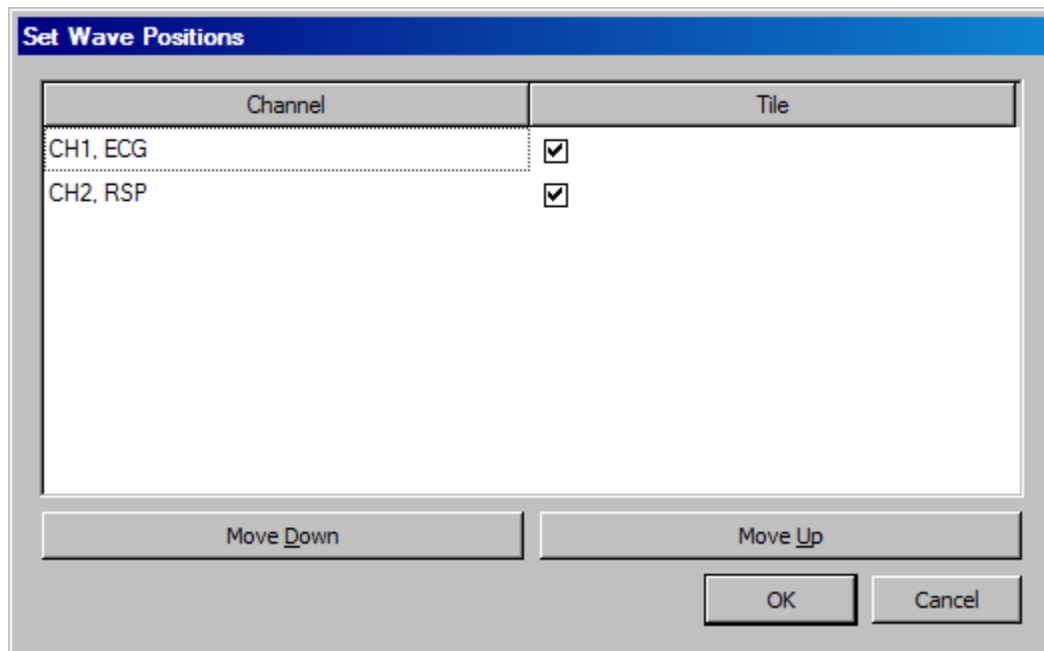 Set Wave Positions
Channel Tile
CH1, ECG
CH2, RSP
Move Down Move Up
OK Cancel